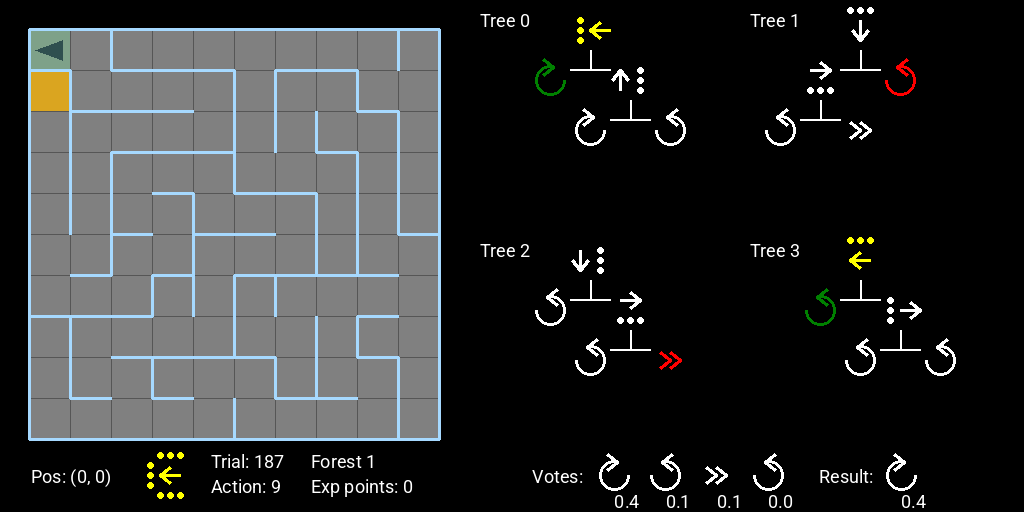 Tree 0
Tree 1
Tree 2
Tree 3
Pos: (0, 0)
Trial: 187
Action: 9
Forest 1
Exp points: 0
Votes:
0.4
0.1
0.1
0.0
Result:
0.4